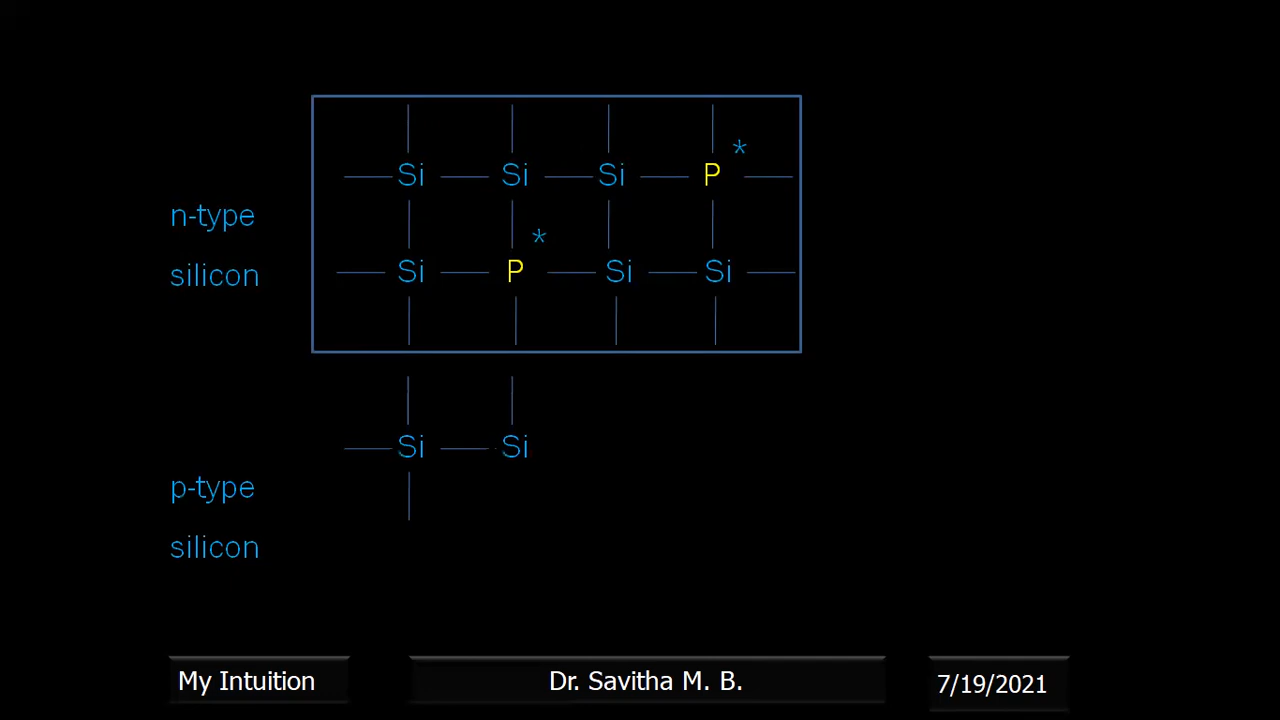 Si Si Si P *
n-type
silicon
Si P * Si Si
Si Si
p-type
silicon
My Intuition
Dr. Savitha M. B.
7/19/2021